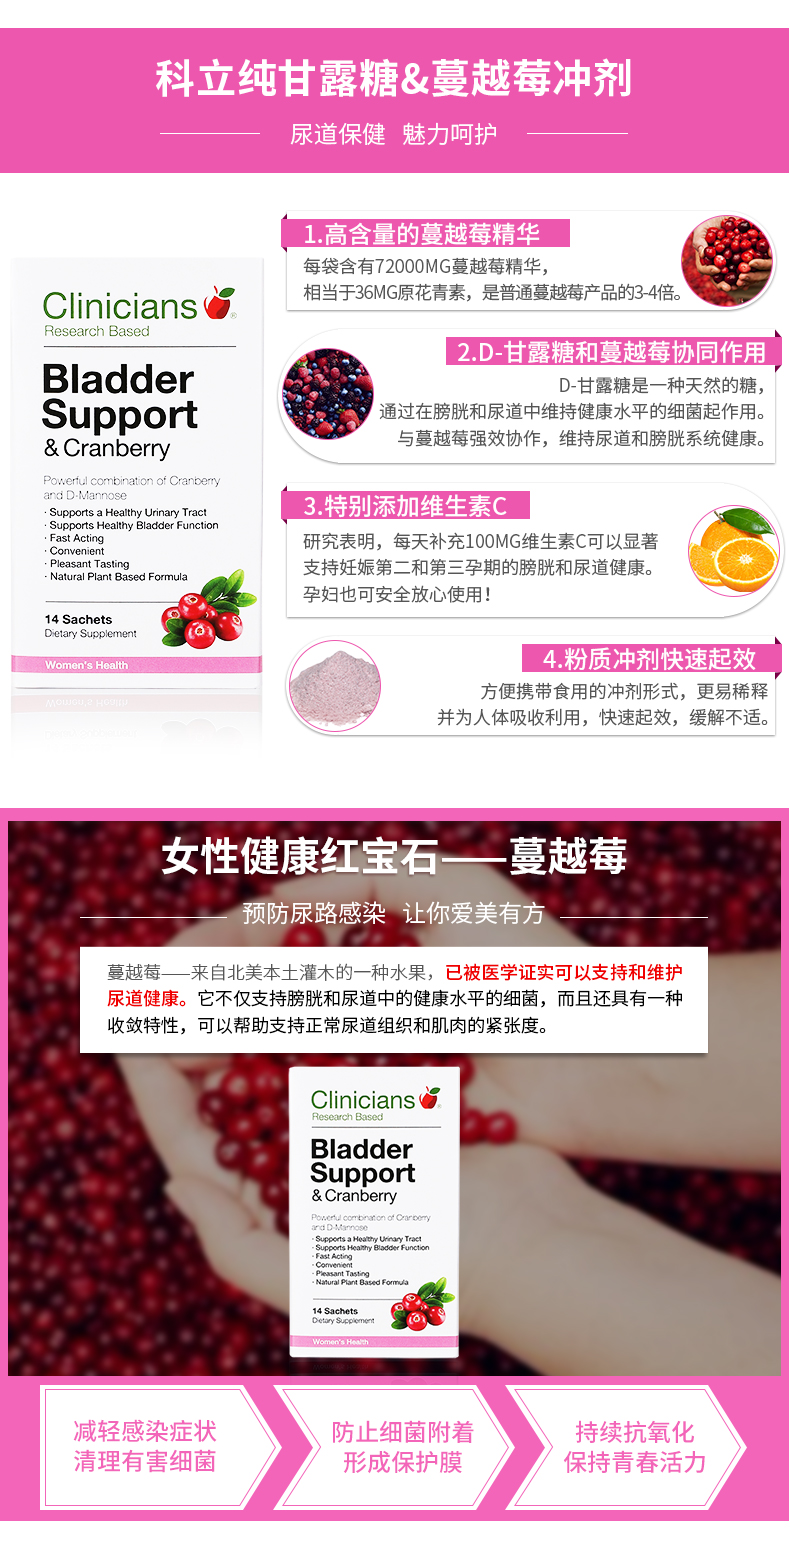 科立纯甘露糖&蔓越莓冲剂
尿道保健 魅力呵护
Clinicians
Research Based
Bladder
Support
& Cranberry
Powerful combination of Cranberry
and D-Mannose
· Supports a Healthy Urinary Tract
· Supports Healthy Bladder Function
· Fast Acting
· Convenient
· Pleasant Tasting
· Natural Plant Based Formula
14 Sachets
Dietary Supplement
Women's Health
1.高含量的蔓越莓精华
每袋含有72000MG蔓越莓精华，
相当于36MG原花青素，是普通蔓越莓产品的3-4倍。
2.D-甘露糖和蔓越莓协同作用
D-甘露糖是一种天然的糖，
通过在膀胱和尿道中维持健康水平的细菌起作用。
与蔓越莓强效协作，维持尿道和膀胱系统健康。
3.特别添加维生素C
研究表明，每天补充100MG维生素C可以显著
支持妊娠第二和第三孕期的膀胱和尿道健康。
孕妇也可安全放心使用！
4.粉质冲剂快速起效
方便携带食用的冲剂形式，更易稀释
并为人体吸收利用，快速起效，缓解不适。
女性健康红宝石——蔓越莓
预防尿路感染 让你爱美有方
蔓越莓——来自北美本土灌木的一种水果，已被医学证实可以支持和维护
尿道健康。它不仅支持膀胱和尿道中的健康水平的细菌，而且还具有一种
收敛特性，可以帮助支持正常尿道组织和肌肉的紧张度。
Clinicians
Research Based
Bladder
Support
& Cranberry
Powerful combination of Cranberry
and D-Mannose
· Supports a Healthy Urinary Tract
· Supports Healthy Bladder Function
· Fast Acting
· Convenient
· Pleasant Tasting
· Natural Plant Based Formula
14 Sachets
Dietary Supplement
Women's Health
减轻感染症状
清理有害细菌
防止细菌附着
形成保护膜
持续抗氧化
保持青春活力